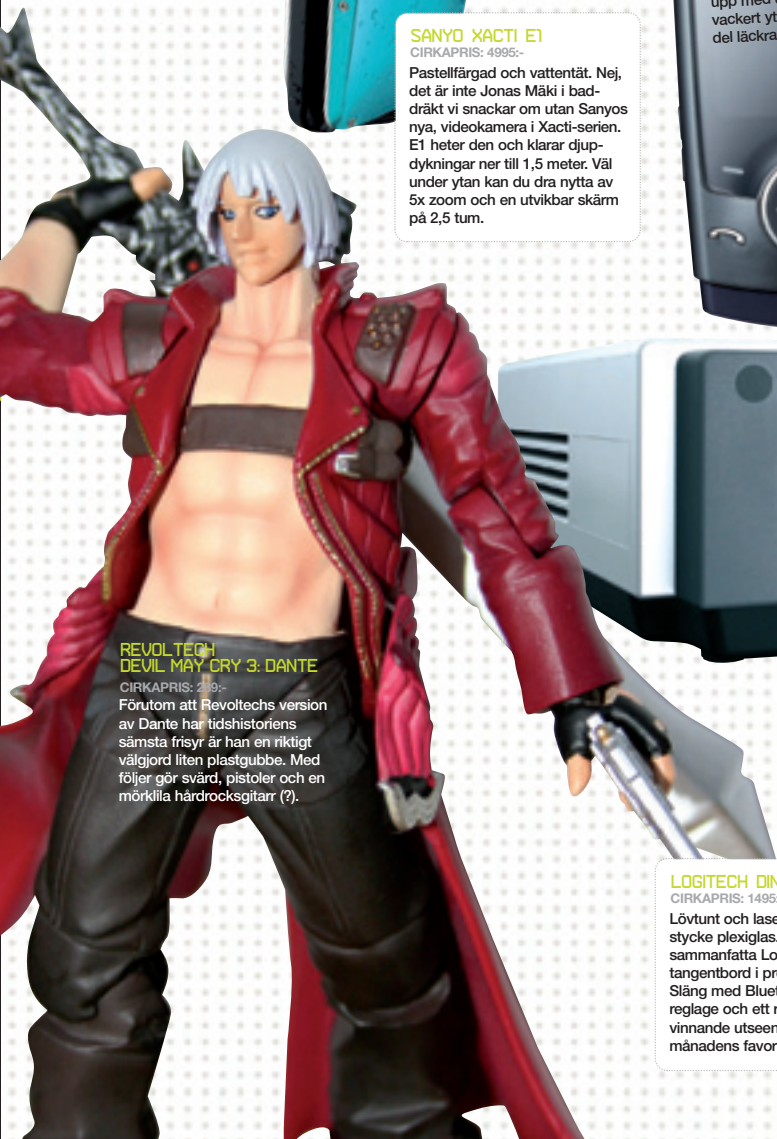 upp med
vackert yt
del läckra
SANYO XACTI E1
CIRKAPRIS: 4995:-
Pastellfärgad och vattentät. Nej,
det är inte Jonas Mäki i bad-
dräkt vi snackar om utan Sanyos
nya, videokamera i Xacti-serien.
E1 heter den och klarar djup-
dykningar ner till 1,5 meter. Väl
under ytan kan du dra nytta av
5x zoom och en utvikbar skärm
på 2,5 tum.
REVOLTECH
DEVIL MAY CRY 3: DANTE
CIRKAPRIS:
Förutom att Revoltechs version
av Dante har tidshistoriens
sämsta frisyr är han en riktigt
välgjord liten plastgubbe. Med
följer gör svärd, pistoler och en
mörklila hårdrocksgitarr (?).
LOGITECH DIN
CIRKAPRIS: 1495:
Lövtunt och lase
stycke plexiglas.
sammanfatta Lo
tangentbord i pr
Släng med Bluet
reglage och ett r
vinnande utseen
månadens favor